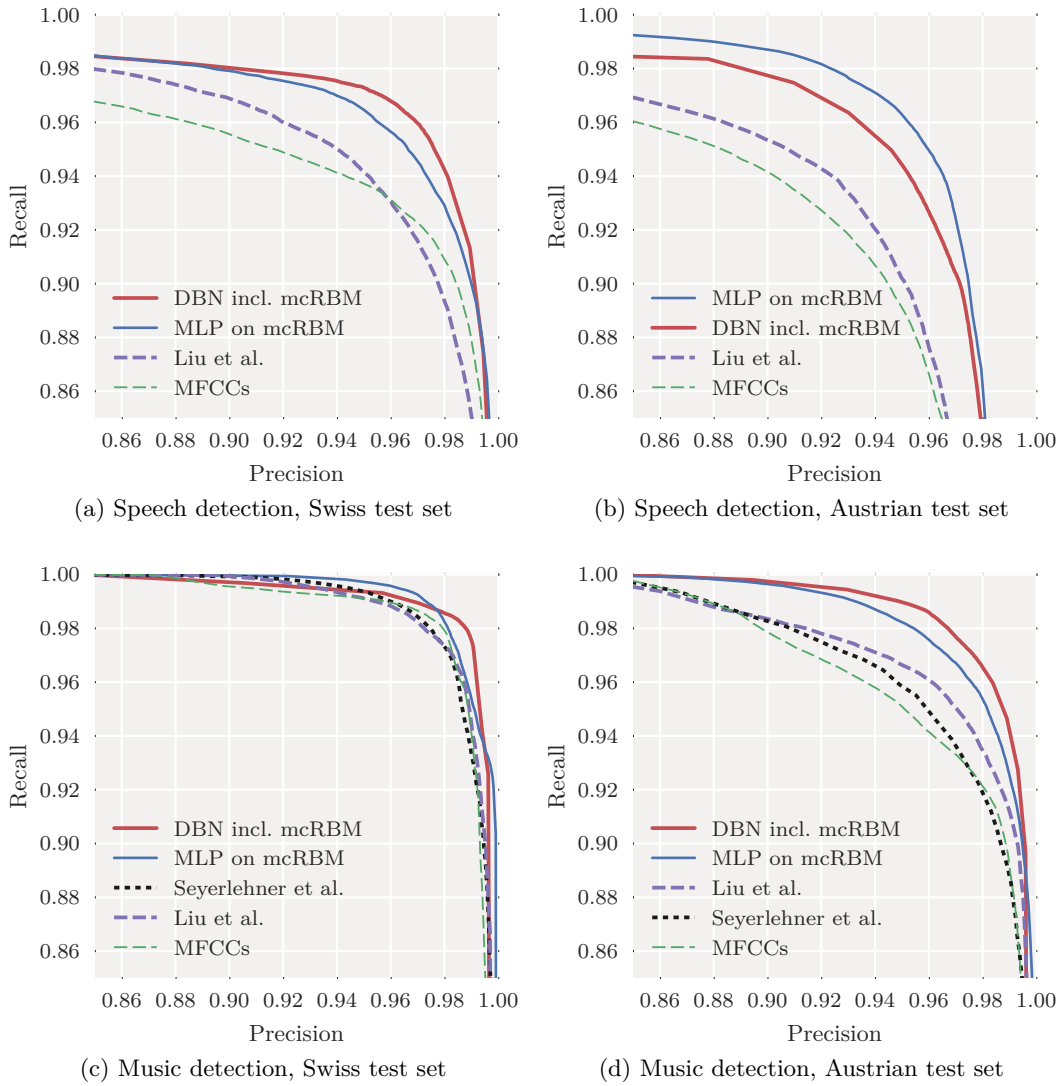 1.00
0.98
0.96
0.94
0.92
0.90
0.88
0.86
Recall
DBN incl. mcRBM
MLP on mcRBM
Liu et al.
MFCCs
0.86 0.88 0.90 0.92 0.94 0.96 0.98 1.00
Precision
(a) Speech detection, Swiss test set
1.00
0.98
0.96
0.94
0.92
0.90
0.88
0.86
Recall
MLP on mcRBM
DBN incl. mcRBM
Liu et al.
MFCCs
0.86 0.88 0.90 0.92 0.94 0.96 0.98 1.00
Precision
(b) Speech detection, Austrian test set
1.00
0.98
0.96
0.94
0.92
0.90
0.88
0.86
Recall
DBN incl. mcRBM
MLP on mcRBM
Seyerlehner et al.
Liu et al.
MFCCs
0.86 0.88 0.90 0.92 0.94 0.96 0.98 1.00
Precision
(c) Music detection, Swiss test set
1.00
0.98
0.96
0.94
0.92
0.90
0.88
0.86
Recall
DBN incl. mcRBM
MLP on mcRBM
Liu et al.
Seyerlehner et al.
MFCCs
0.86 0.88 0.90 0.92 0.94 0.96 0.98 1.00
Precision
(d) Music detection, Austrian test set